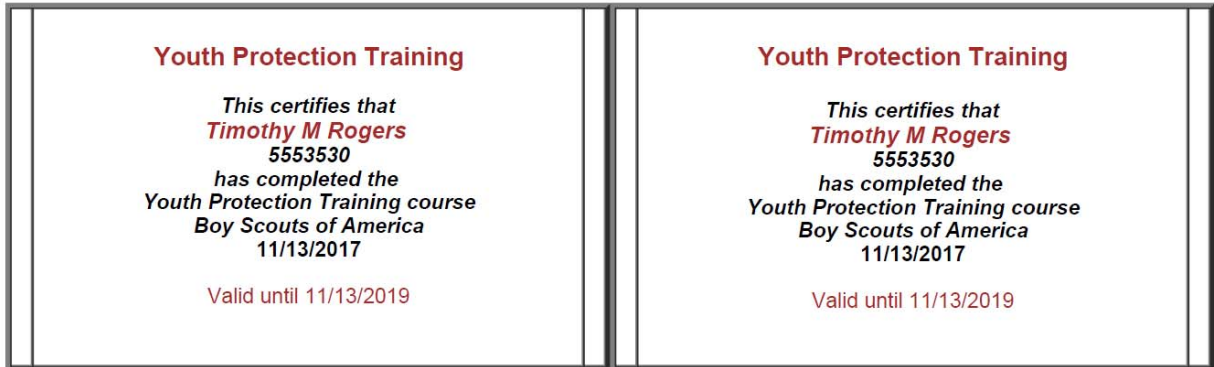 Youth Protection Training
This certifies that
Timothy M Rogers
5553530
has completed the
Youth Protection Training course
Boy Scouts of America
11/13/2017
Valid until 11/13/2019
Youth Protection Training
This certifies that
Timothy M Rogers
5553530
has completed the
Youth Protection Training course
Boy Scouts of America
11/13/2017
Valid until 11/13/2019